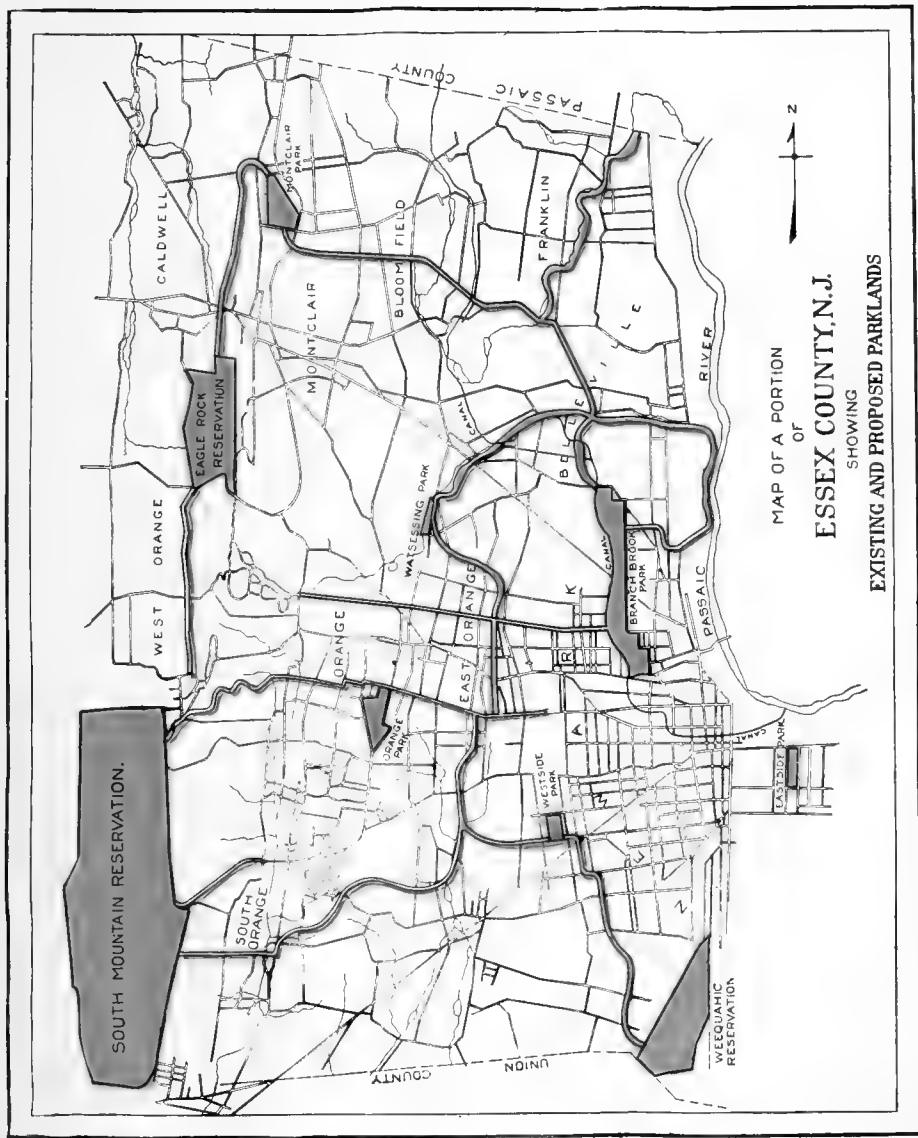 MAP OF A PORTION
OF
ESSEX COUNTY, N.J.
SHOWING
EXISTING AND PROPOSED PARKLANDS
N
SOUTH MOUNTAIN RESERVATION.
WEST ORANGE
EAGLE ROCK
RESERVATION
CALDWELL
MONTCLAIR
PARK
PASSAIC COUNTY
MONTCLAIR
BLOOMFIELD
FRANKLIN
BELLEVILLE
CANAL
WATSESSING PARK
ORANGE
EAST ORANGE
ORANGE
PARK
SOUTH
ORANGE
CANAL
BRANCH BROOK
PARK
NEWARK
WESTSIDE
PARK
PASSAIC RIVER
CANAL
EASTSIDE PARK
WEEQUAHIC
RESERVATION
UNION COUNTY